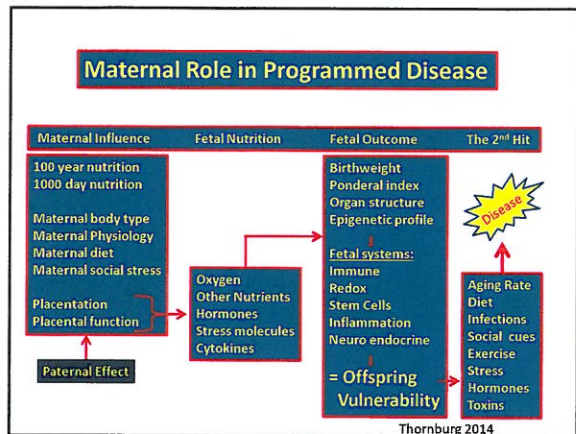 Maternal Role in Programmed Disease
Maternal Influence Fetal Nutrition Fetal Outcome The 2nd Hit
100 year nutrition
1000 day nutrition
Maternal body type
Maternal Physiology
Maternal diet
Maternal social stress
Placentation
Placental function
Paternal Effect
Oxygen
Other Nutrients
Hormones
Stress molecules
Cytokines
Birthweight
Ponderal index
Organ structure
Epigenetic profile
Fetal systems:
Immune
Redox
Stem Cells
Inflammation
Neuro endocrine
= Offspring
Vulnerability
Disease
Aging Rate
Diet
Infections
Social cues
Exercise
Stress
Hormones
Toxins
Thornburg 2014